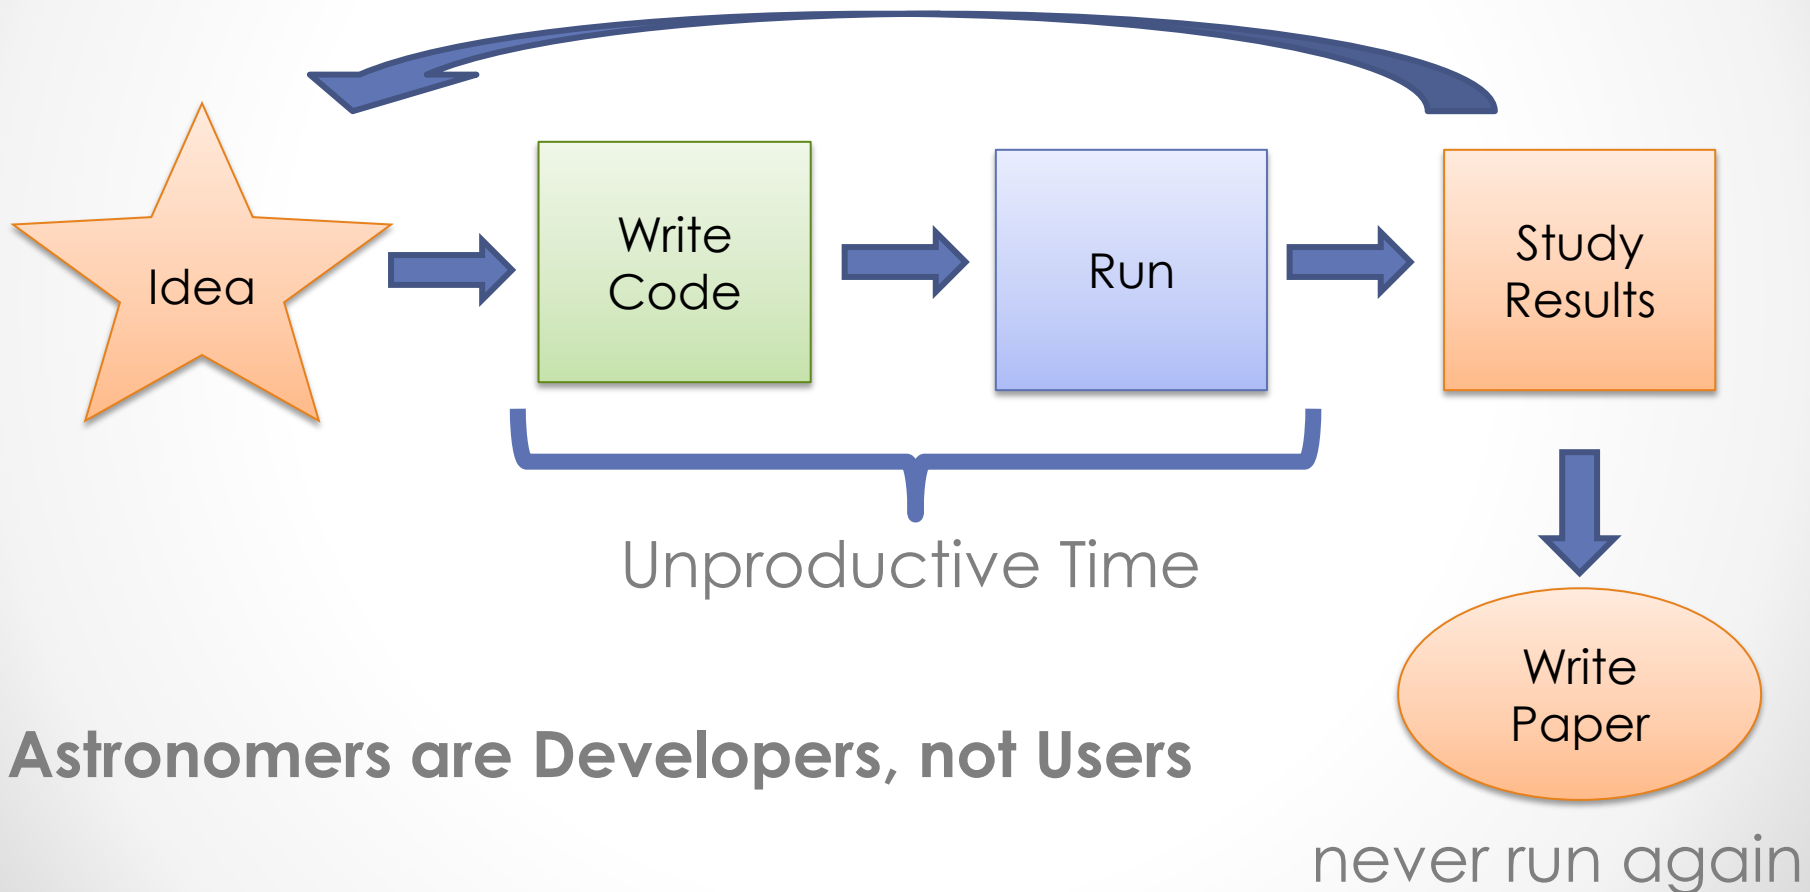 Idea
Write
Code
Run
Study
Results
Unproductive Time
Write
Paper
Astronomers are Developers, not Users
never run again